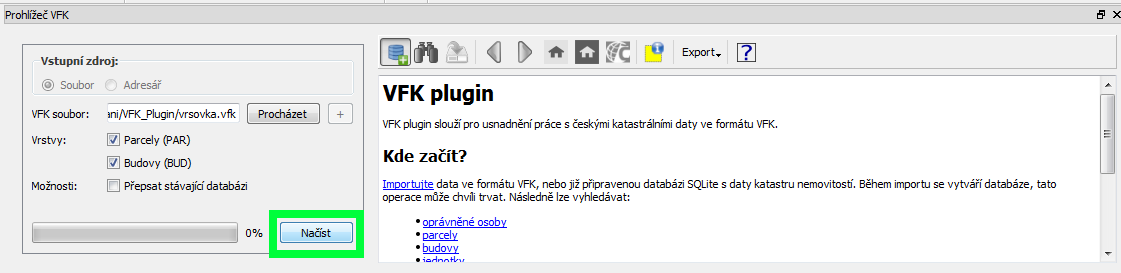 Prohlížeč VFK
Vstupní zdroj:
Soubor Adresář
VFK soubor: ani/VFK_Plugin/vrsovka.vfk Procházet +
Vrstvy: Parcely (PAR)
Budovy (BUD)
Možnosti: Přepsat stávající databázi
0% Načíst
Export
VFK plugin
VFK plugin slouží pro usnadnění práce s českými katastrálními daty ve formátu VFK.
Kde začít?
Importujte data ve formátu VFK, nebo již připravenou databázi SQLite s daty katastru nemovitostí. Během importu se vytváří databáze, tato
operace může chvíli trvat. Následně lze vyhledávat:
oprávněné osoby
parcely
budovy
jednotky